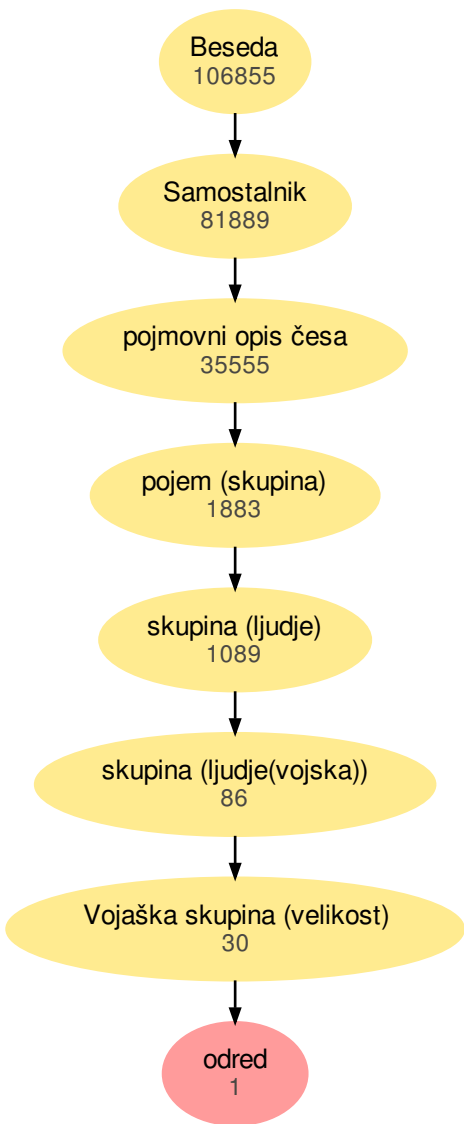 Beseda
106855
Samostalnik
81889
pojmovni opis česa
35555
pojem (skupina)
1883
skupina (ljudje)
1089
skupina (ljudje(vojska))
86
Vojaška skupina (velikost)
30
odred
1